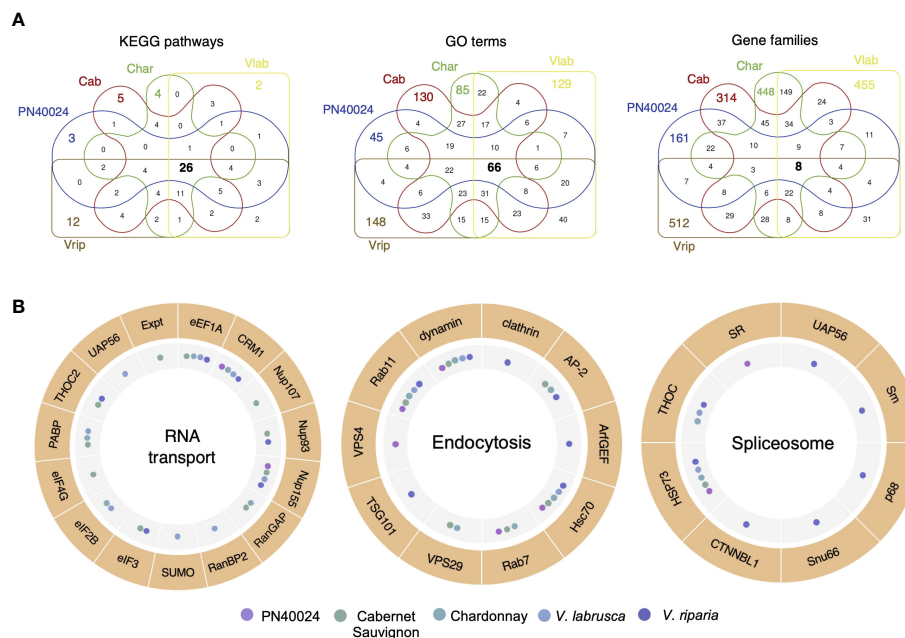 A
KEGG pathways
GO terms
Gene families
Char
Vlab
Cab
PN40024
Vrip
4 0 2
5 3
3 1 4 0 1 1
0 0 1 1 0
2 26 4
0 2 4 11 5 3
12 4 2 1 2 2
Char
Vlab
Cab
PN40024
Vrip
85 22 129
130 4
45 4 27 17 6 7
6 19 10 1 6
4 22 66 6
4 6 23 31 8 20
148 33 15 15 23 40
Char
Vlab
Cab
PN40024
Vrip
448 149 455
314 24
161 37 45 34 3 11
22 10 9 7 4
4 3 8 4
7 8 6 22 8 4
512 29 28 8 4 31
B
Expt
eEF1A
CRM1
Nup107
Nup93
Nup155
RanGAP
RanBP2
SUMO
eIF3
eIF2B
eIF4G
PABP
THOC2
UAP56
RNA
transport
dynamin
clathrin
AP-2
ArfGEF
Hsc70
Rab7
VPS29
TSG101
VPS4
Rab11
Endocytosis
SR
UAP56
Sm
p68
Snu66
CTNNBL1
HSP73
THOC
Spliceosome
PN40024
Cabernet
Sauvignon
Chardonnay
V. labrusca
V. riparia